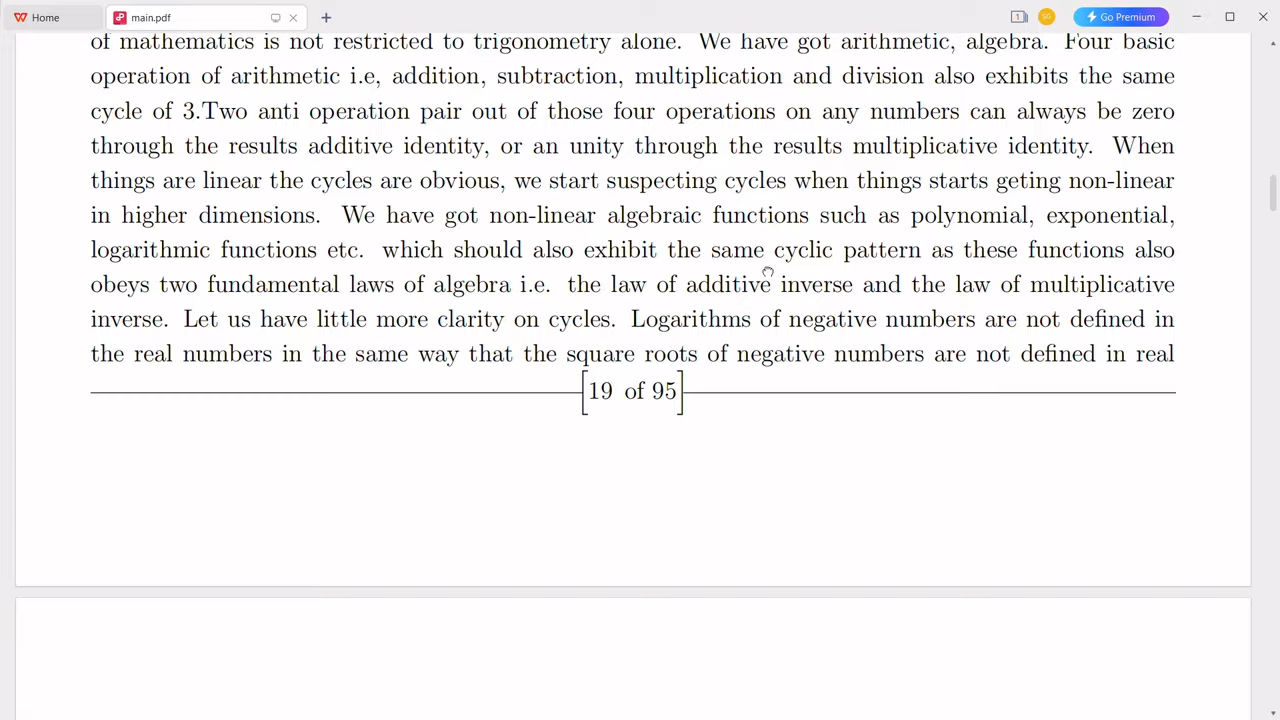 Home
main.pdf
Go Premium
of mathematics is not restricted to trigonometry alone. We have got arithmetic, algebra. Four basic
operation of arithmetic i.e, addition, subtraction, multiplication and division also exhibits the same
cycle of 3.Two anti operation pair out of those four operations on any numbers can always be zero
through the results additive identity, or an unity through the results multiplicative identity. When
things are linear the cycles are obvious, we start suspecting cycles when things starts geting non-linear
in higher dimensions. We have got non-linear algebraic functions such as polynomial, exponential,
logarithmic functions etc. which should also exhibit the same cyclic pattern as these functions also
obeys two fundamental laws of algebra i.e. the law of additive inverse and the law of multiplicative
inverse. Let us have little more clarity on cycles. Logarithms of negative numbers are not defined in
the real numbers in the same way that the square roots of negative numbers are not defined in real
[19 of 95]